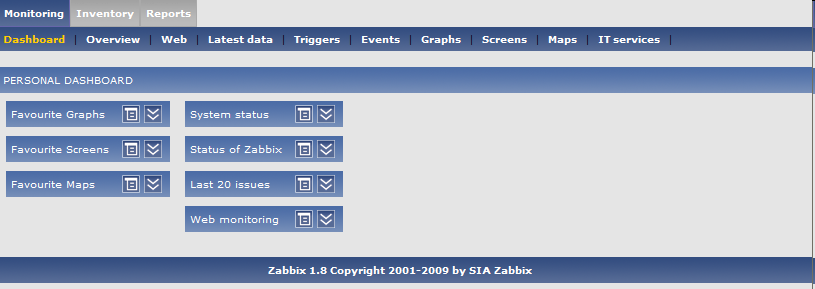 Monitoring Inventory Reports
Dashboard | Overview | Web | Latest data | Triggers | Events | Graphs | Screens | Maps | IT services |
PERSONAL DASHBOARD
Favourite Graphs
Favourite Screens
Favourite Maps
System status
Status of Zabbix
Last 20 issues
Web monitoring
Zabbix 1.8 Copyright 2001-2009 by SIA Zabbix